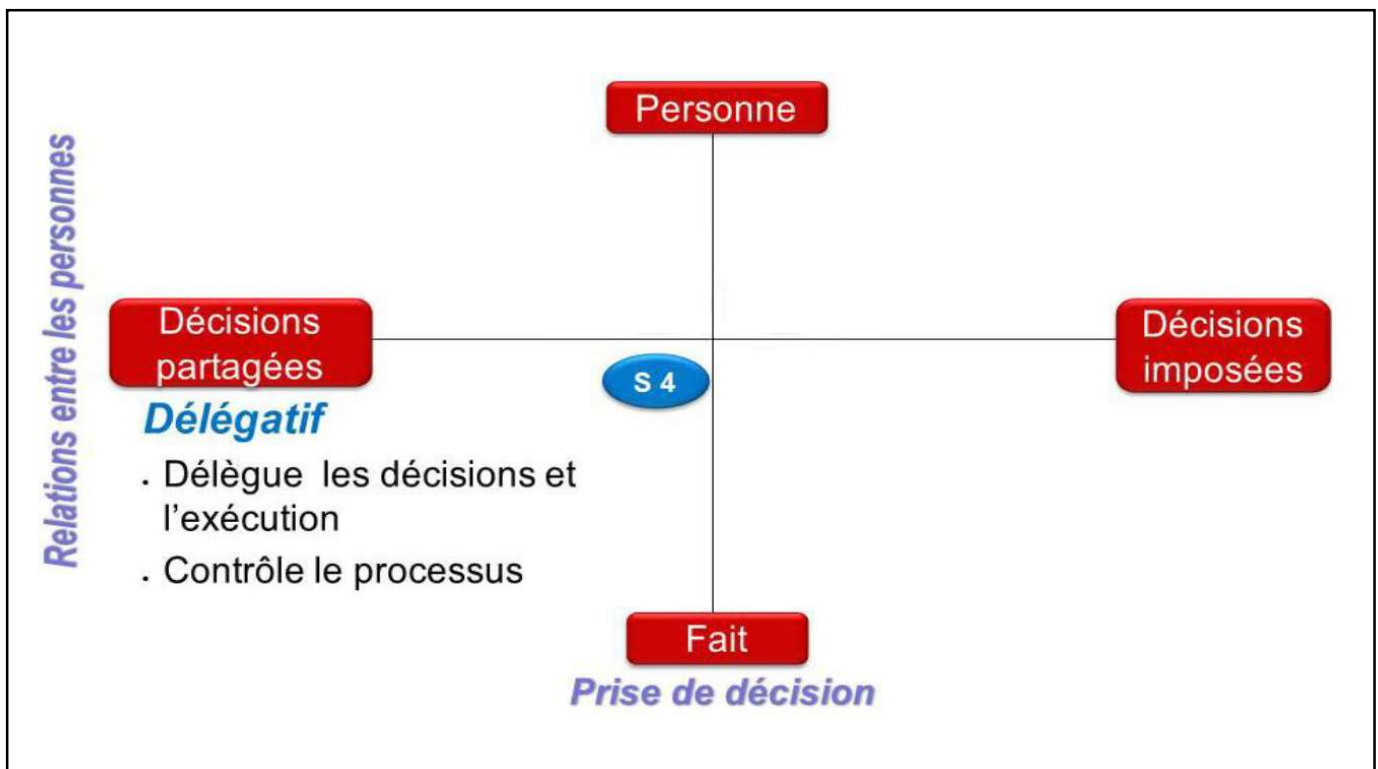 Personne
Relations entre les personnes
Décisions
partagées
Décisions
imposées
S 4
Délégatif
. Délègue les décisions et
l'exécution
. Contrôle le processus
Fait
Prise de décision